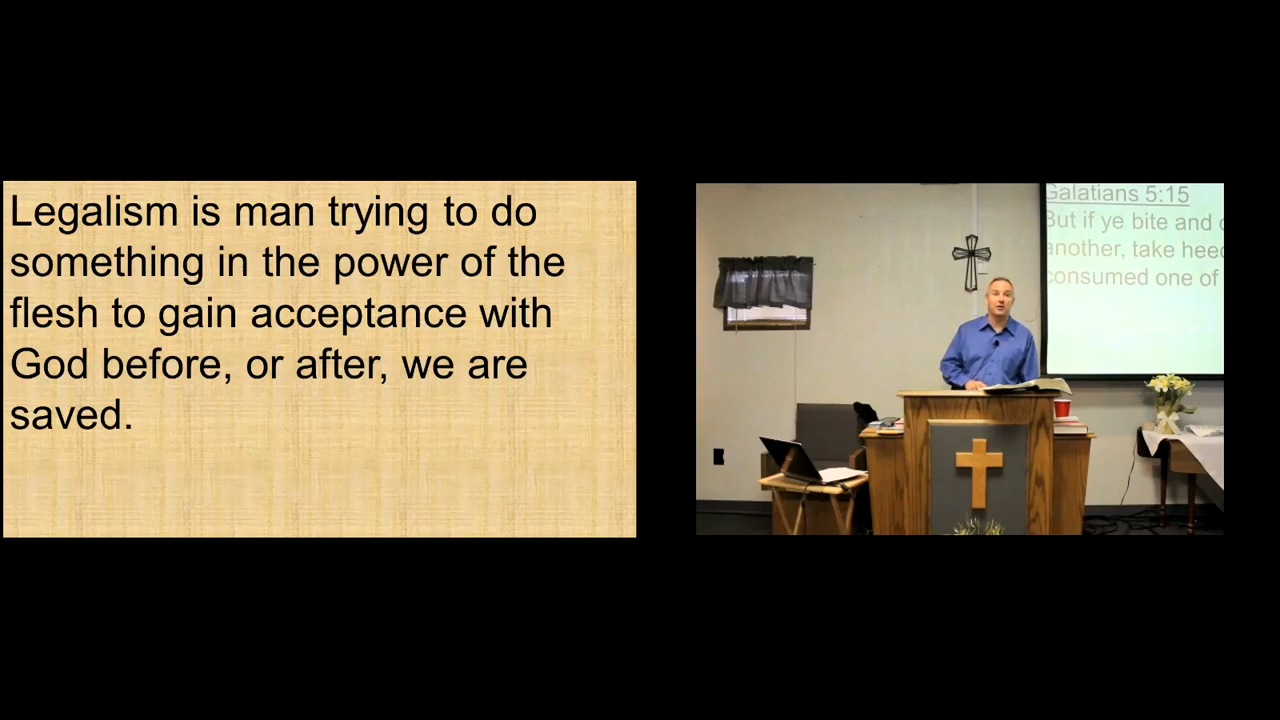 Legalism is man trying to do
something in the power of the
flesh to gain acceptance with
God before, or after, we are
saved.
Galatians 5:15
But if ye bite and
another, take heed
consumed one of